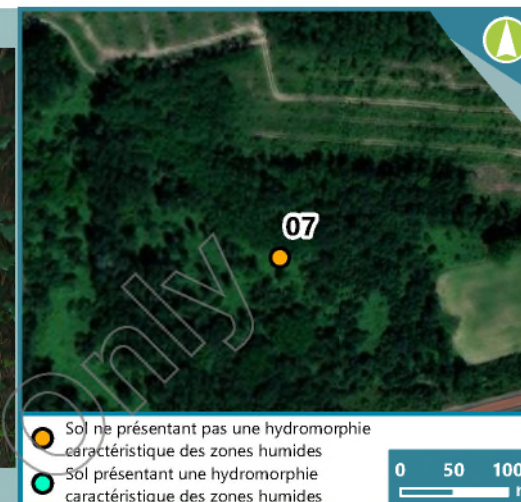 07
Only
Sol ne présentant pas une hydromorphie
caractéristique des zones humides
Sol présentant une hydromorphie
caractéristique des zones humides
0 50 100